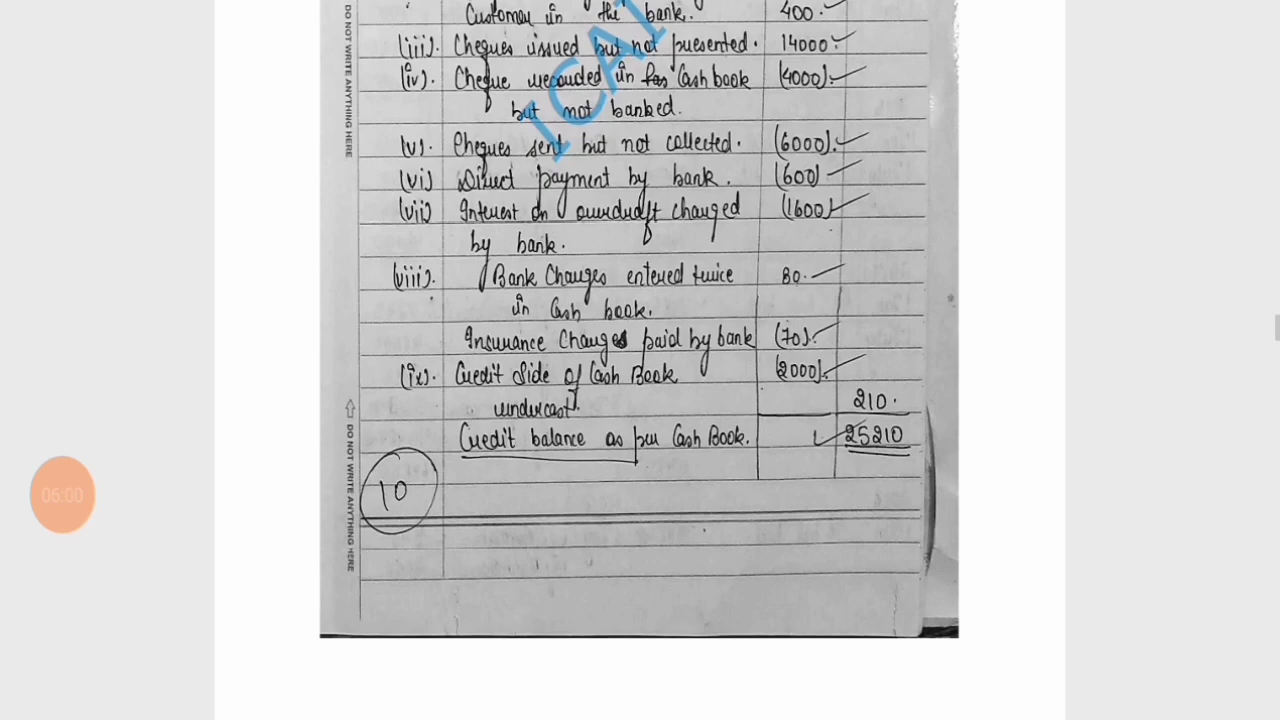 Customer in the bank. 400.
(iii). Cheques issued but not presented. 14000.
(iv). Cheque recorded in Cash book (4000).
but not banked.
(v). Cheques sent but not collected. (6000).
(vi) Direct payment by bank. (600)
(vii) Interest on overdraft charged (1600)
by bank.
(viii). Bank Charges entered twice 80.
in Cash book.
Insurance Charges paid by bank (70).
(ix). Credit Side of Cash Book (2000).
undercast. 210.
Credit balance as per Cash Book. 25210
10
06:00
DO NOT WRITE ANYTHING HERE
DO NOT WRITE ANYTHING HERE
ICAI